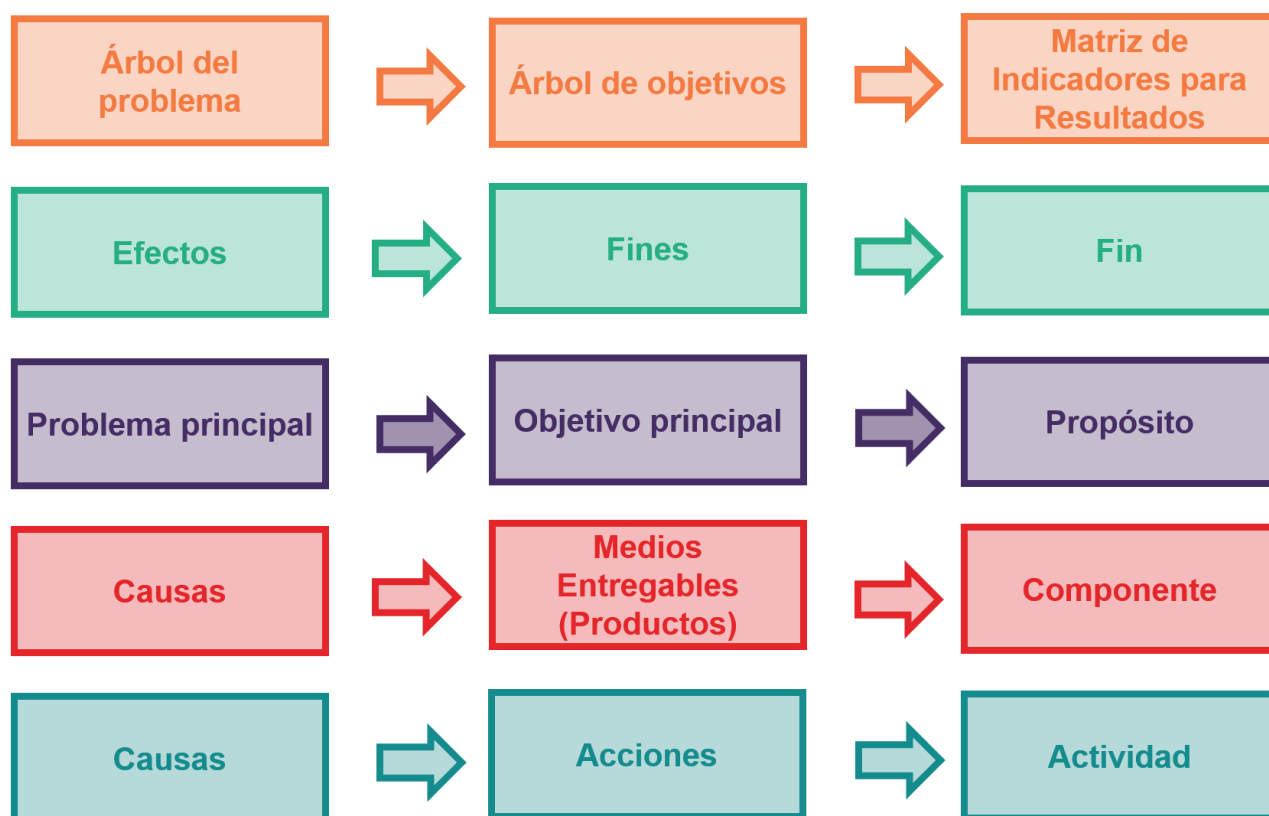 Árbol del
problema
Árbol de objetivos
Matriz de
Indicadores para
Resultados
Efectos
Fines
Fin
Problema principal
Objetivo principal
Propósito
Causas
Medios
Entregables
(Productos)
Componente
Causas
Acciones
Actividad